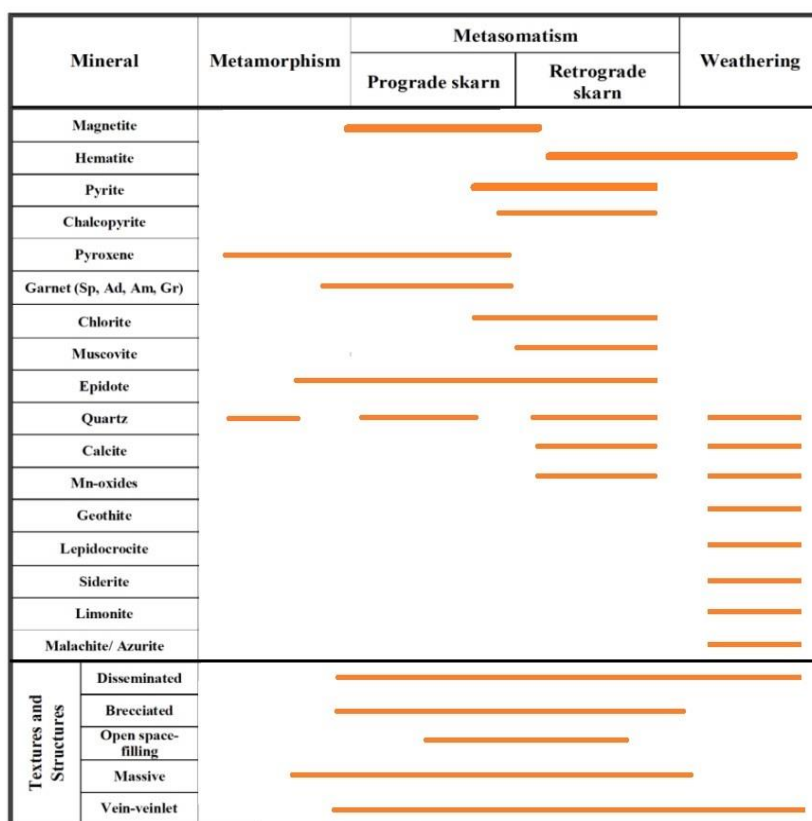 Mineral
Metamorphism
Metasomatism
Weathering
Prograde skarn
Retrograde
skarn
Magnetite
Hematite
Pyrite
Chalcopyrite
Pyroxene
Garnet (Sp, Ad, Am, Gr)
Chlorite
Muscovite
Epidote
Quartz
Calcite
Mn-oxides
Geothite
Lepidocrocite
Siderite
Limonite
Malachite/ Azurite
Textures and
Structures
Disseminated
Brecciated
Open space-
filling
Massive
Vein-veinlet